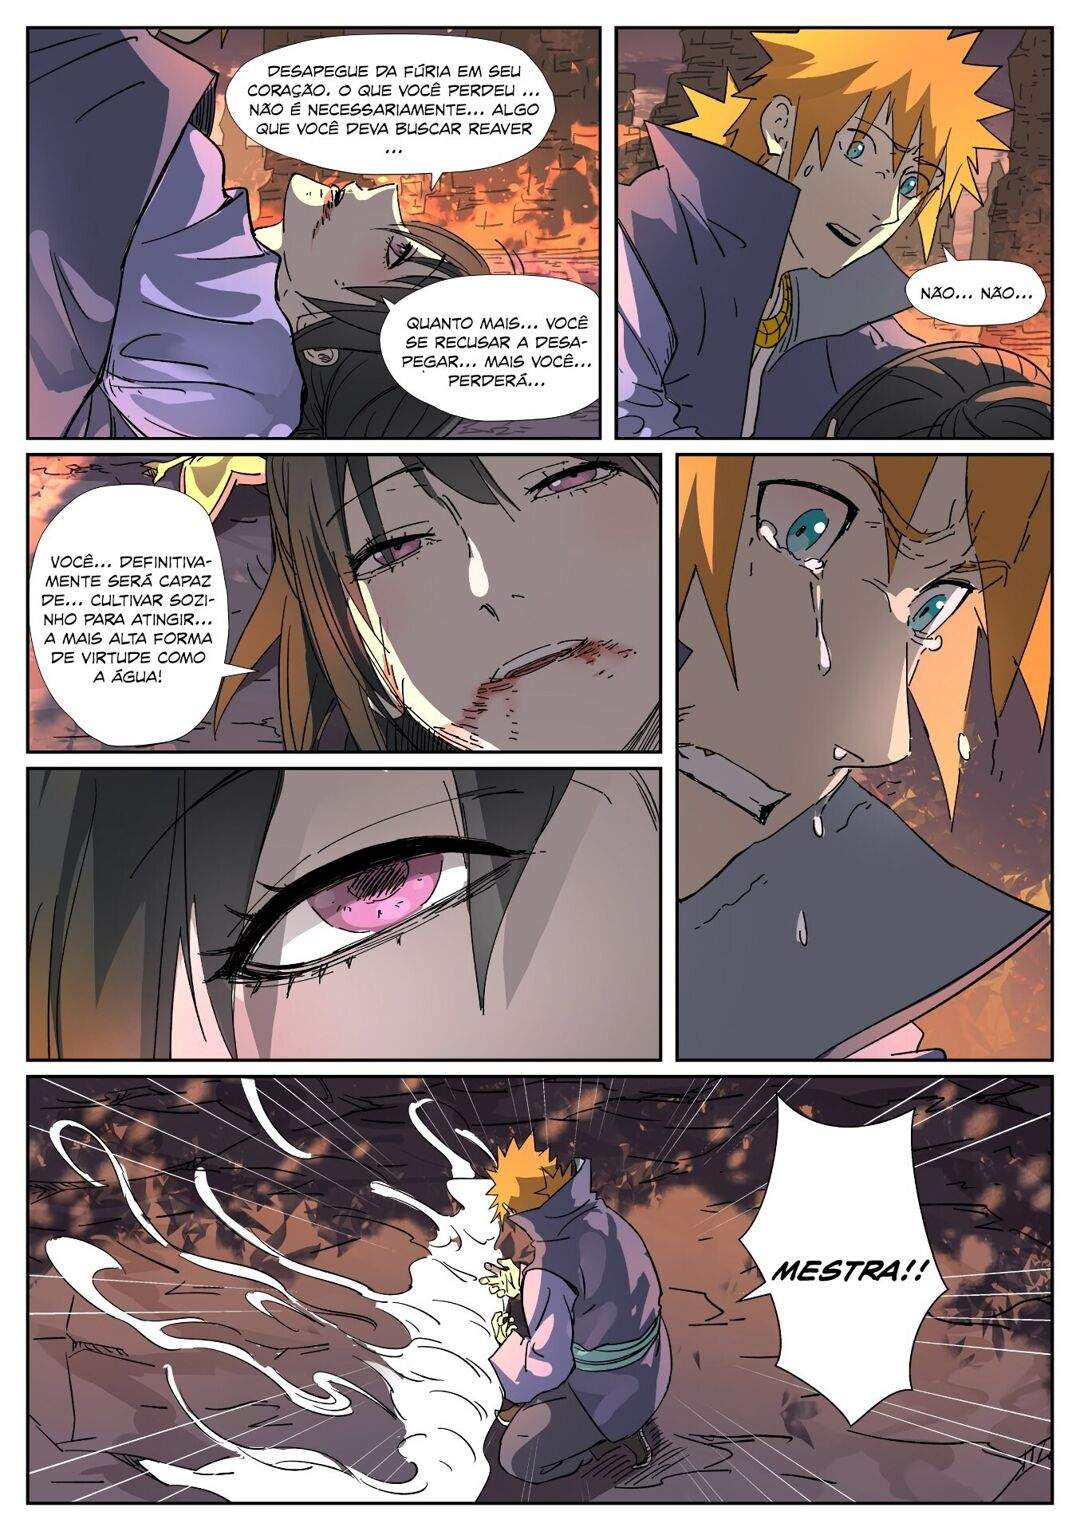 DESAPEGUE DA FÚRIA EM SEU
CORAÇÃO. O QUE VOCÊ PERDEU ...
NÃO É NECESSARIAMENTE... ALGO
QUE VOCÊ DEVA BUSCAR REAVER
...
QUANTO MAIS... VOCÊ
SE RECUSAR A DESA-
PEGAR... MAIS VOCÊ...
PERDERÁ...
NÃO... NÃO...
VOCÊ... DEFINITIVA-
MENTE SERÁ CAPAZ
DE... CULTIVAR SOZI-
NHO PARA ATINGIR...
A MAIS ALTA FORMA
DE VIRTUDE COMO
A ÁGUA!
MESTRA!!